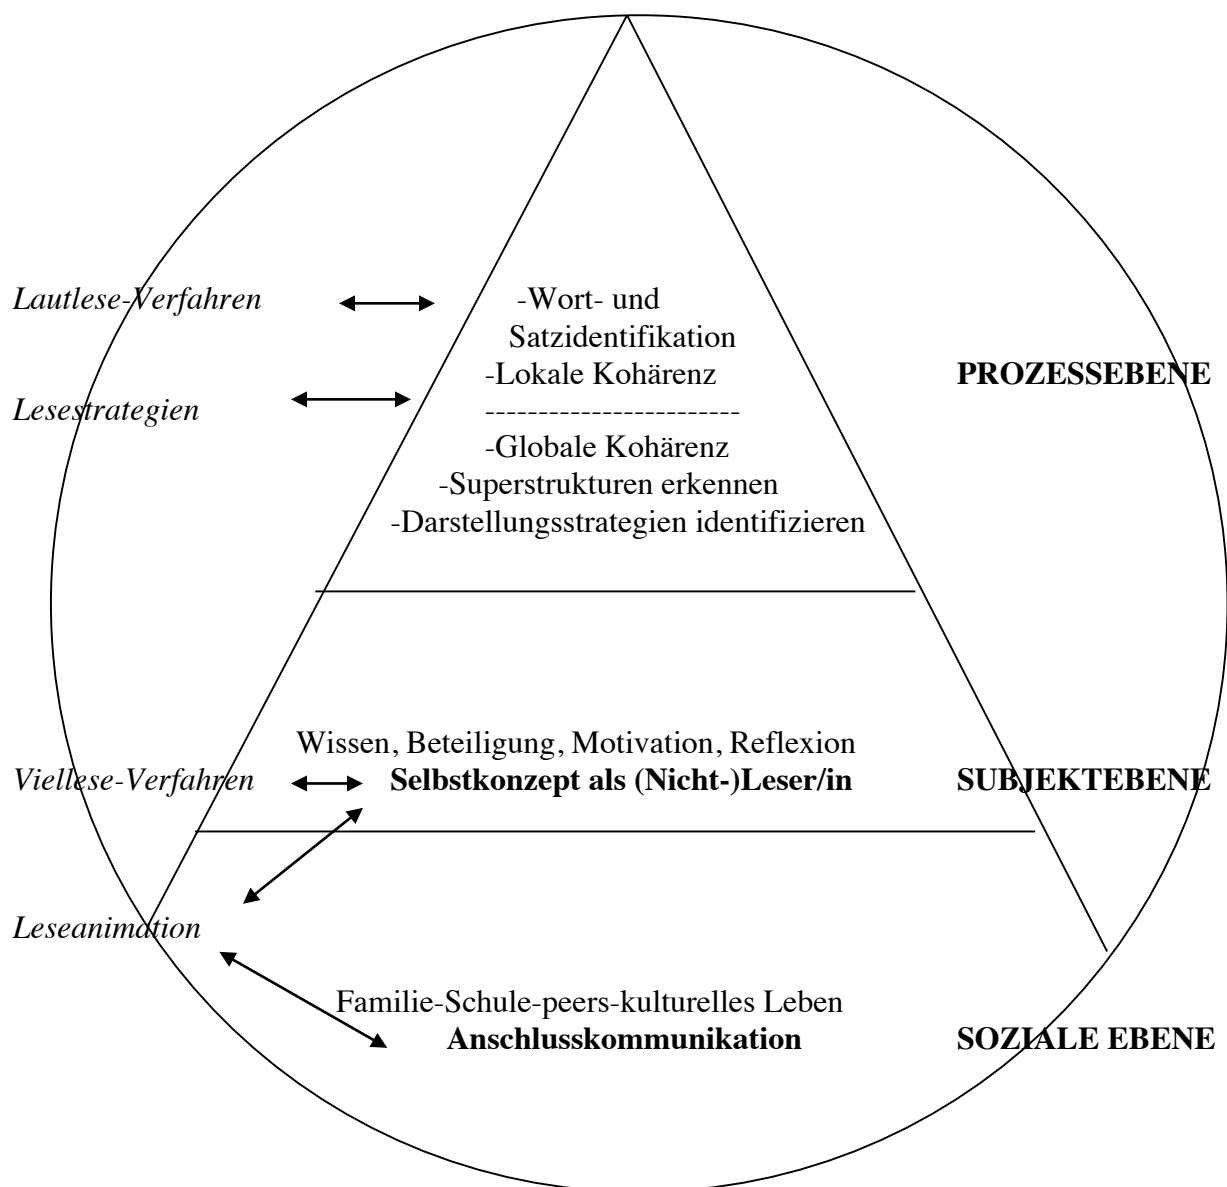 Lautlese-Verfahren
-Wort- und
Satzidentifikation
-Lokale Kohärenz
PROZESSEBENE
Lesestrategien
------------------------
-Globale Kohärenz
-Superstrukturen erkennen
-Darstellungsstrategien identifizieren
Wissen, Beteiligung, Motivation, Reflexion
Viellese-Verfahren
Selbstkonzept als (Nicht-)Leser/in
SUBJEKTEBENE
Leseanimation
Familie-Schule-peers-kulturelles Leben
Anschlusskommunikation
SOZIALE EBENE